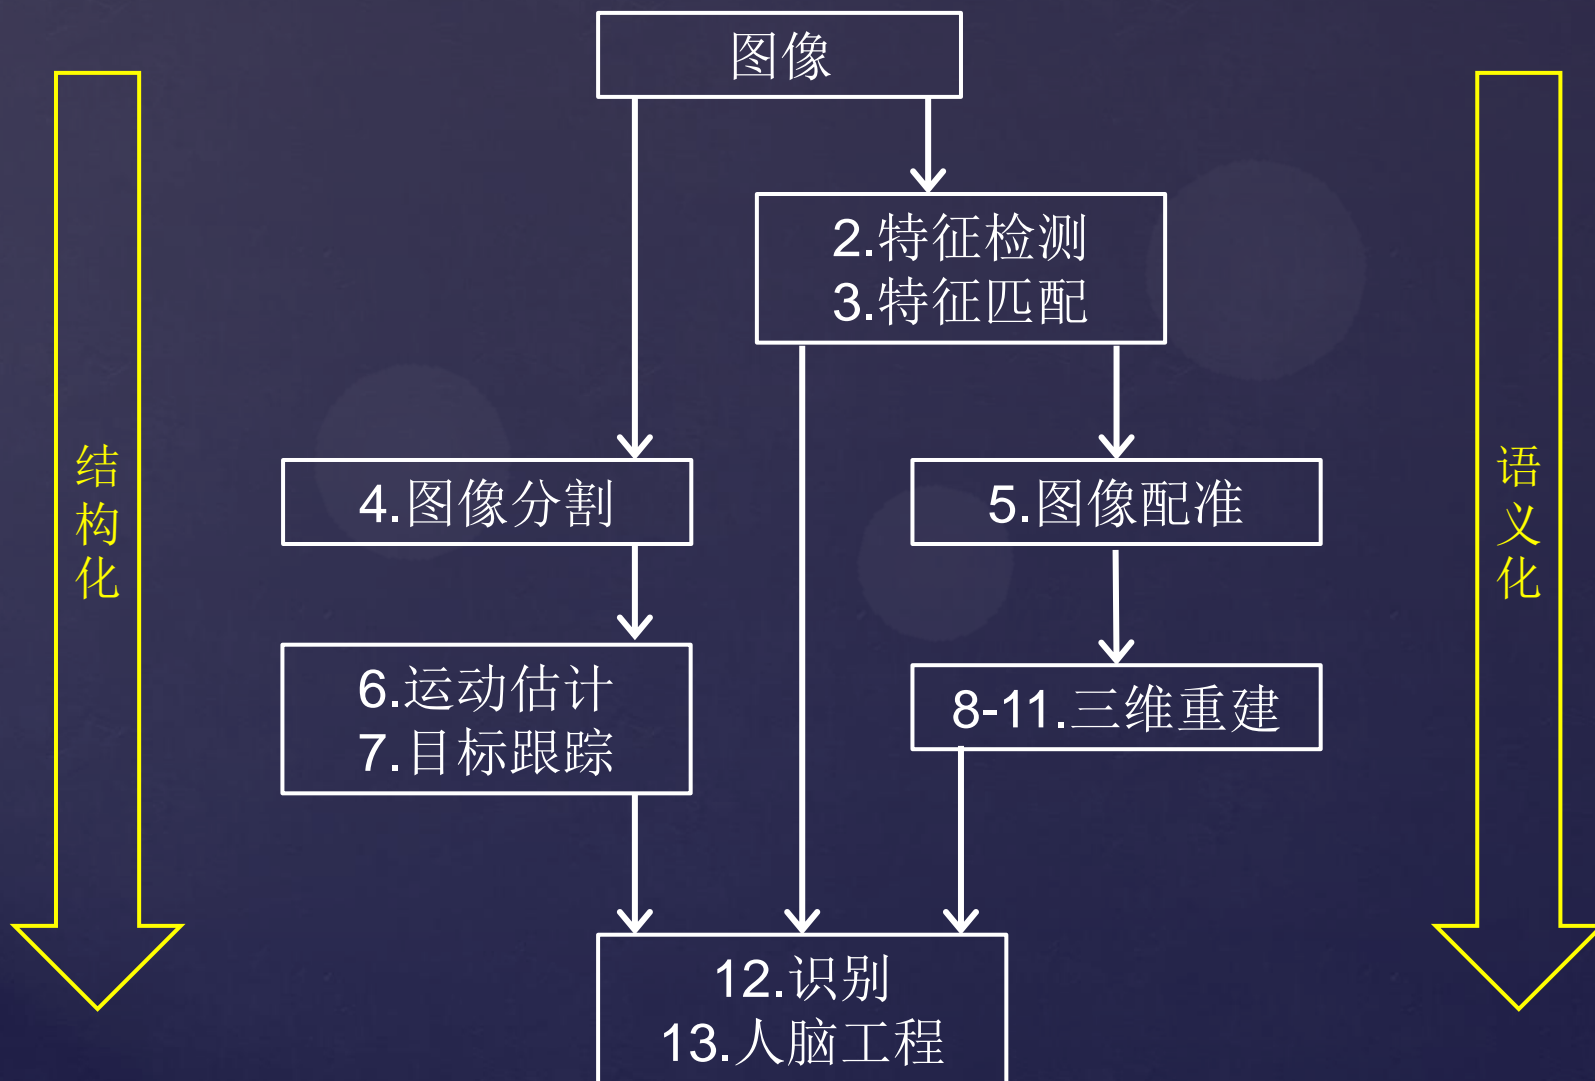 图像
2.特征检测
3.特征匹配
4.图像分割
5.图像配准
6.运动估计
7.目标跟踪
8-11.三维重建
12.识别
13.人脑工程
结构化
语义化